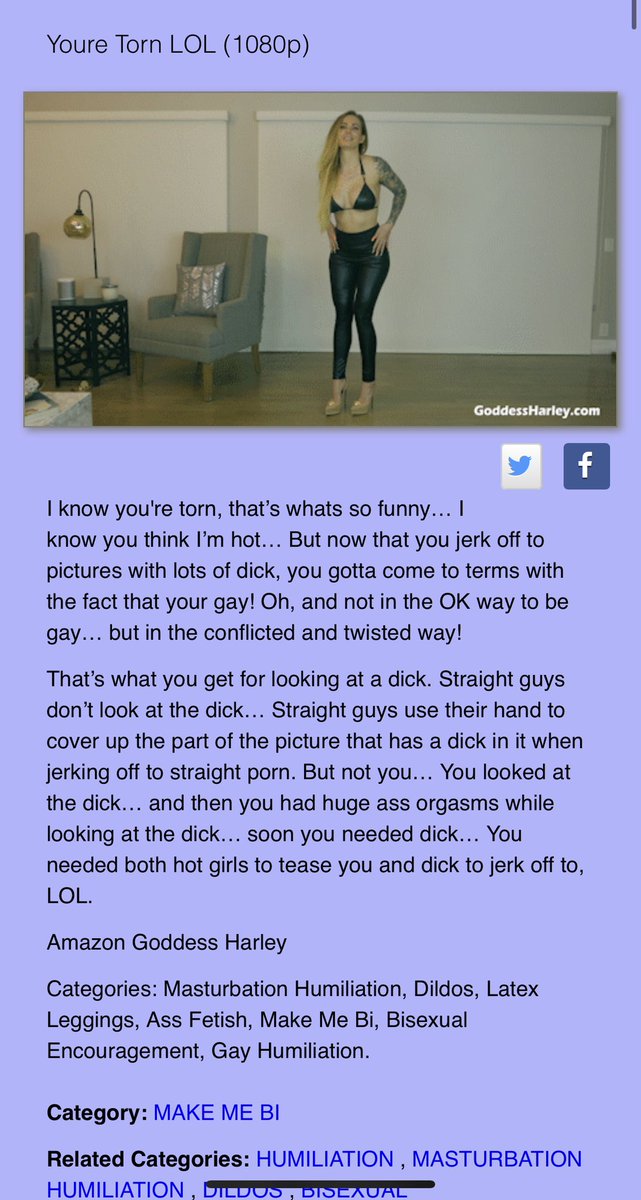 Youre Torn LOL (1080p)
GoddessHarley.com
f
I know you're torn, that’s whats so funny… I
know you think I’m hot… But now that you jerk off to
pictures with lots of dick, you gotta come to terms with
the fact that your gay! Oh, and not in the OK way to be
gay… but in the conflicted and twisted way!
That’s what you get for looking at a dick. Straight guys
don’t look at the dick… Straight guys use their hand to
cover up the part of the picture that has a dick in it when
jerking off to straight porn. But not you… You looked at
the dick… and then you had huge ass orgasms while
looking at the dick… soon you needed dick… You
needed both hot girls to tease you and dick to jerk off to,
LOL.
Amazon Goddess Harley
Categories: Masturbation Humiliation, Dildos, Latex
Leggings, Ass Fetish, Make Me Bi, Bisexual
Encouragement, Gay Humiliation.
Category: MAKE ME BI
Related Categories: HUMILIATION , MASTURBATION
HUMILIATION , DILDOS , BISEXUAL